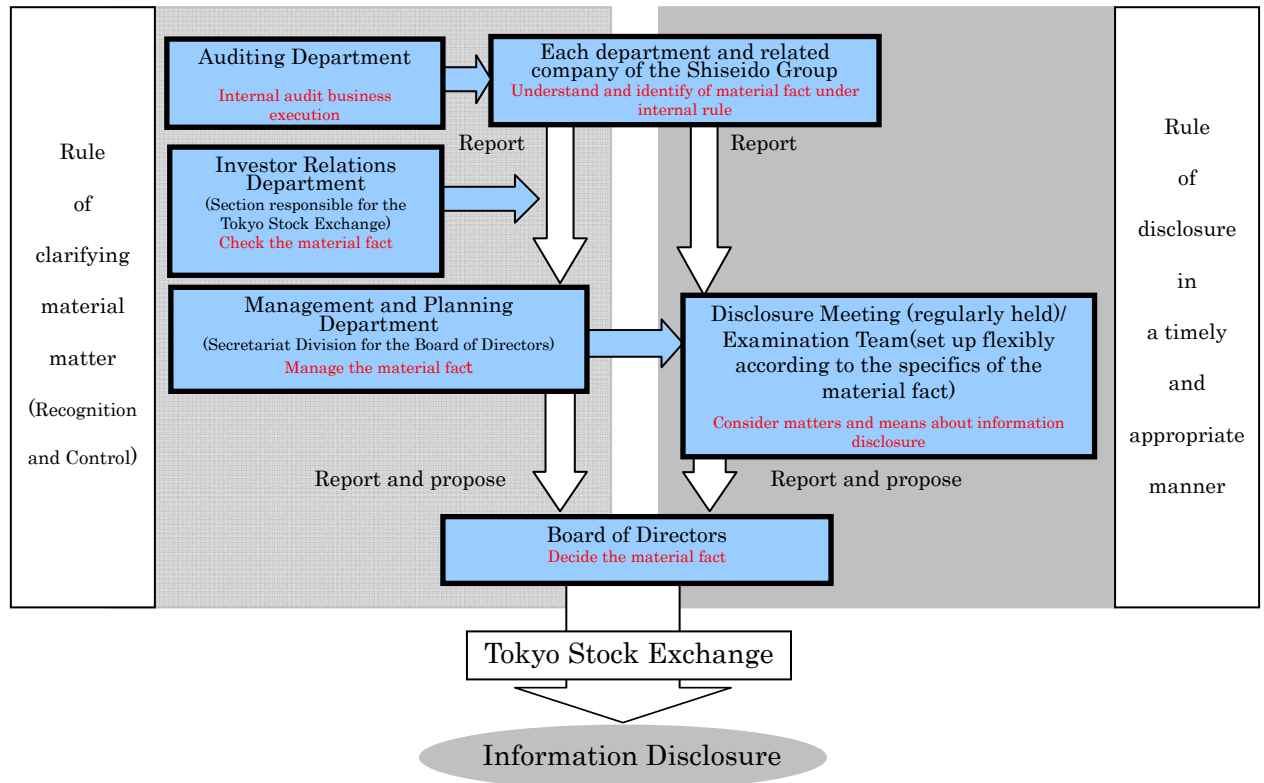 Rule
of
clarifying
material
matter
(Recognition
and Control)
Auditing Department
Internal audit business
execution
Each department and related
company of the Shiseido Group
Understand and identify of material fact under
internal rule
Report
Report
Investor Relations
Department
(Section responsible for the
Tokyo Stock Exchange)
Check the material fact
Management and Planning
Department
(Secretariat Division for the Board of Directors)
Manage the material fact
Disclosure Meeting (regularly held)/
Examination Team(set up flexibly
according to the specifics of the
material fact)
Consider matters and means about information
disclosure
Report and propose
Report and propose
Board of Directors
Decide the material fact
Tokyo Stock Exchange
Information Disclosure
Rule
of
disclosure
in
a timely
and
appropriate
manner